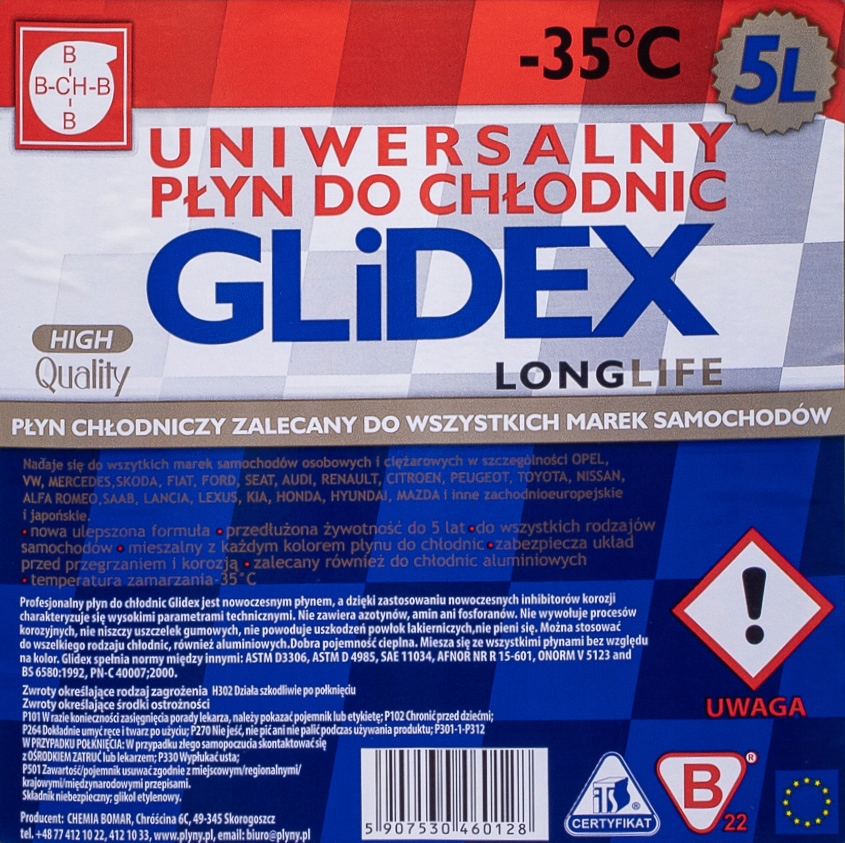 B
B-CH-B
B
-35°C
5L
UNIWERSALNY
PŁYN DO CHŁODNIC
GLiDEX
HIGH
Quality
LONGLIFE
PŁYN CHŁODNICZY ZALECANY DO WSZYSTKICH MAREK SAMOCHODÓW
Nadaje się do wszytkich marek samochodów osobowych i ciężarowych w szczególności OPEL,
VW, MERCEDES,SKODA, FIAT, FORD, SEAT, AUDI, RENAULT, CITROEN, PEUGEOT, TOYOTA, NISSAN,
ALFA ROMEO,SAAB, LANCIA, LEXUS, KIA, HONDA, HYUNDAI, MAZDA i inne zachodnioeuropejskie
i japońskie.
• nowa ulepszona formuła • przedłużona żywotność do 5 lat •do wszystkich rodzajów
samochodów • mieszalny z każdym kolorem płynu do chłodnic •zabezpiecza układ
przed przegrzaniem i korozją • zalecany również do chłodnic aluminiowych
• temperatura zamarzania-35°C
Profesjonalny płyn do chłodnic Glidex jest nowoczesnym płynem, a dzięki zastosowaniu nowoczesnych inhibitorów korozji
charakteryzuje się wysokimi parametrami technicznymi. Nie zawiera azotynów, amin ani fosforanów. Nie wywołuje procesów
korozyjnych, nie niszczy uszczelek gumowych, nie powoduje uszkodzeń powłok lakierniczych,nie pieni się. Można stosować
do wszelkiego rodzaju chłodnic, również aluminiowych.Dobra pojemność cieplna. Miesza się ze wszystkimi płynami bez względu
na kolor. Glidex spełnia normy między innymi: ASTM D3306, ASTM D 4985, SAE 11034, AFNOR NR R 15-601, ONORM V 5123 and
BS 6580:1992, PN-C 40007;2000.
Zwroty określające rodzaj zagrożenia H302 Działa szkodliwie po połknięciu
Zwroty określające środki ostrożności
P101 W razie konieczności zasięgnięcia porady lekarza, należy pokazać pojemnik lub etykietę; P102 Chronić przed dziećmi;
P264 Dokładnie umyć ręce i twarz po użyciu; P270 Nie jeść, nie pić ani nie palić podczas używania produktu; P301-1-P312
W PRZYPADKU POŁKNIĘCIA: W przypadku złego samopoczucia skontaktować się
z OŚRODKIEM ZATRUĆ lub lekarzem; P330 Wypłukać usta;
P501 Zawartość/pojemnik usuwać zgodnie z miejscowym/regionalnymi/
krajowymi/międzynarodowymi przepisami.
Składnik niebezpieczny; glikol etylenowy.
Producent: CHEMIA BOMAR, Chróścina 6C, 49-345 Skorogoszcz
tel. +48 77 412 10 22, 412 10 33, www.plyny.pl, email: biuro@plyny.pl
UWAGA
5 907530 460128
ITS ®
CERTYFIKAT
B ®
22